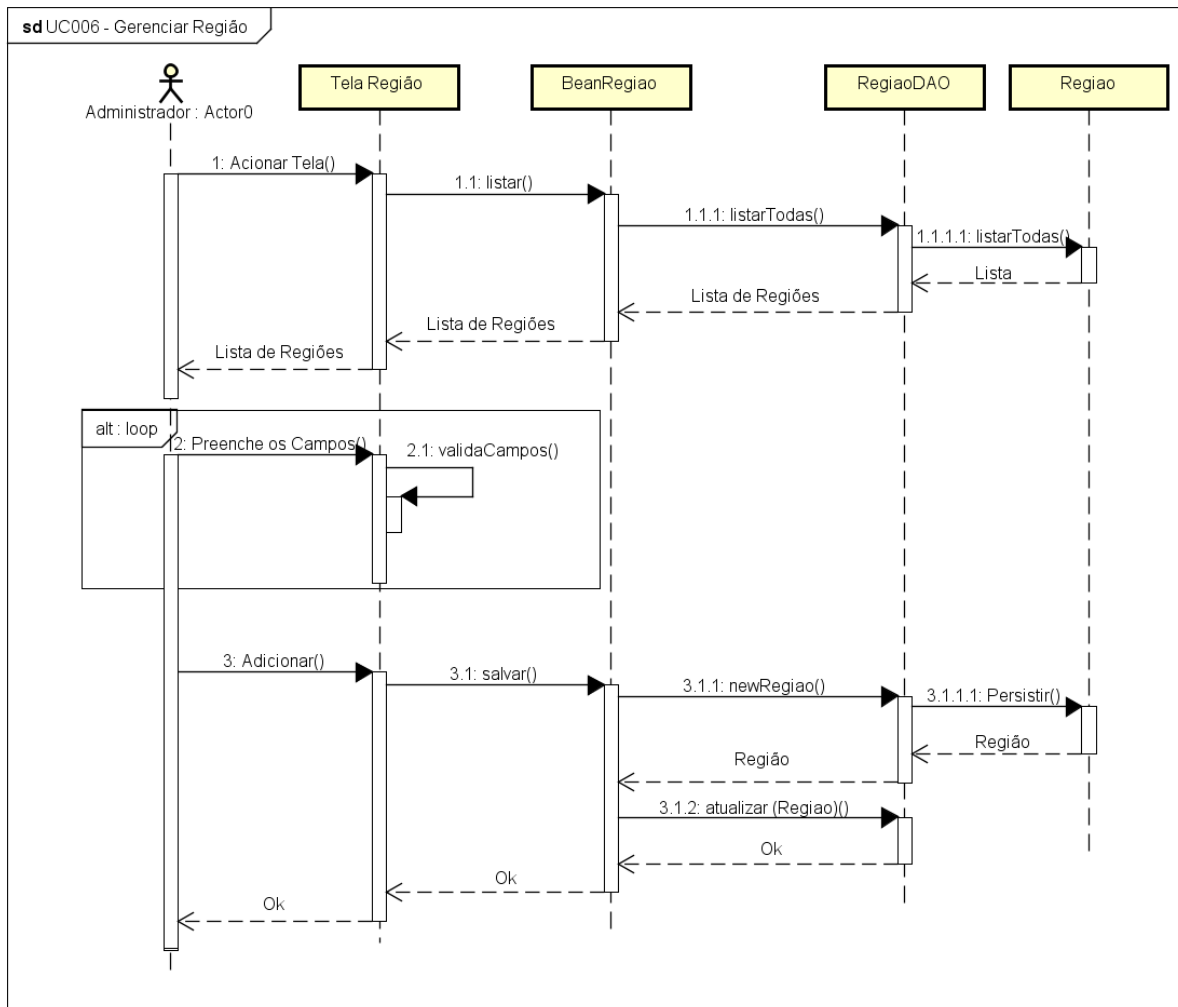 sd UC006 - Gerenciar Região
Administrador : Actor0
Tela Região
BeanRegiao
RegiaoDAO
Regiao
1: Acionar Tela()
1.1: listar()
1.1.1: listarTodas()
1.1.1.1: listarTodas()
Lista
Lista de Regiões
Lista de Regiões
Lista de Regiões
alt : loop
2: Preenche os Campos()
2.1: validaCampos()
3: Adicionar()
3.1: salvar()
3.1.1: newRegiao()
3.1.1.1: Persistir()
Região
Região
3.1.2: atualizar (Regiao)()
Ok
Ok
Ok